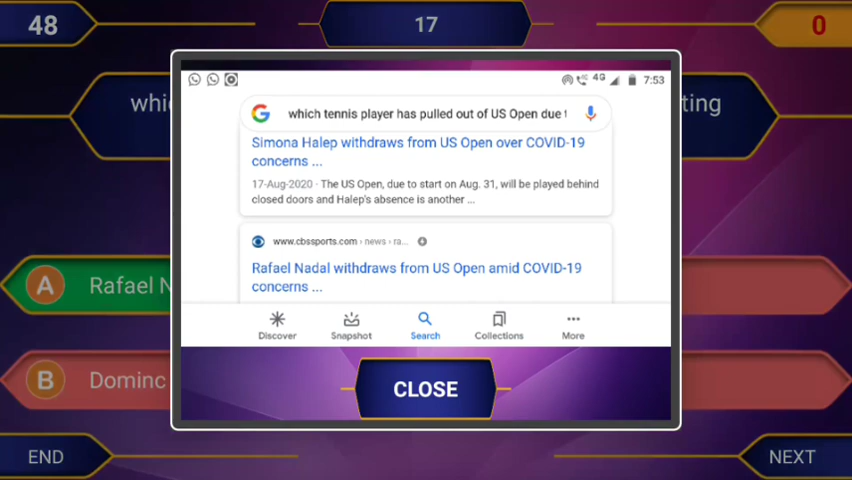 48
17
0
whic
ting
7:53
4G
which tennis player has pulled out of US Open due t
Simona Halep withdraws from US Open over COVID-19
concerns ...
17-Aug-2020 · The US Open, due to start on Aug. 31, will be played behind
closed doors and Halep's absence is another ...
www.cbssports.com › news › ra...
Rafael Nadal withdraws from US Open amid COVID-19
concerns ...
Discover
Snapshot
Search
Collections
More
A
Rafael N
B
Dominc
CLOSE
END
NEXT